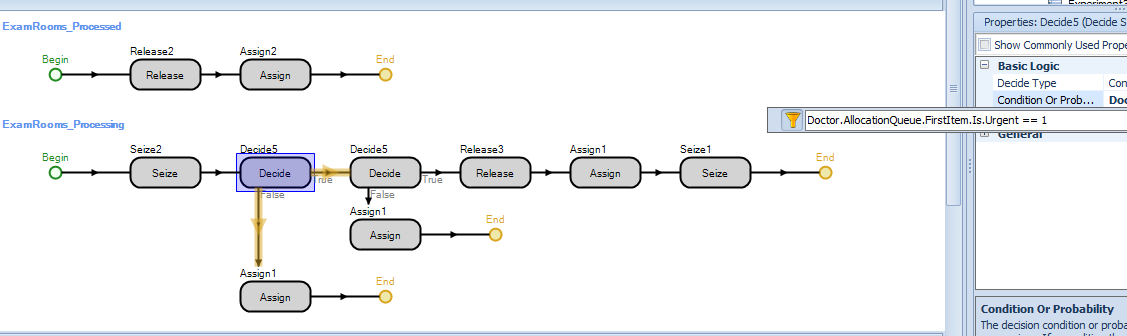 Experiment?
ExamRooms_Processed
Properties: Decide5 (Decide S
Show Commonly Used Prope
Basic Logic
Decide Type Con
Condition Or Prob... Doc
Doctor.AllocationQueue.FirstItem.Is.Urgent == 1
General
Begin
Release2
Assign2
End
Release
Assign
ExamRooms_Processing
Begin
Seize2
Decide5
Decide5
Release3
Assign1
Seize1
End
Seize
Decide
True
Decide
True
Release
Assign
Seize
False
False
Assign1
End
Assign
Assign1
End
Assign
Condition Or Probability
The decision condition or proba